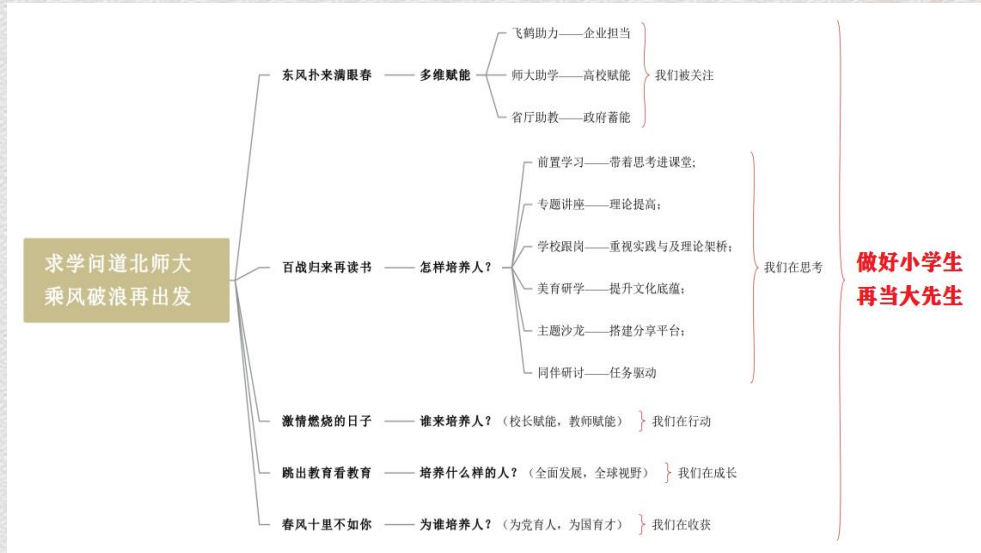 求学问道北师大
乘风破浪再出发
东风扑来满眼春
多维赋能
飞鹤助力——企业担当
师大助学——高校赋能
省厅助教——政府蓄能
我们被关注
百战归来再读书
怎样培养人？
前置学习——带着思考进课堂;
专题讲座——理论提高；
学校跟岗——重视实践与及理论架桥；
美育研学——提升文化底蕴；
主题沙龙——搭建分享平台；
同伴研讨——任务驱动
我们在思考
激情燃烧的日子
谁来培养人？（校长赋能，教师赋能）
我们在行动
跳出教育看教育
培养什么样的人？（全面发展，全球视野）
我们在成长
春风十里不如你
为谁培养人？（为党育人，为国育才）
我们在收获
做好小学生
再当大先生